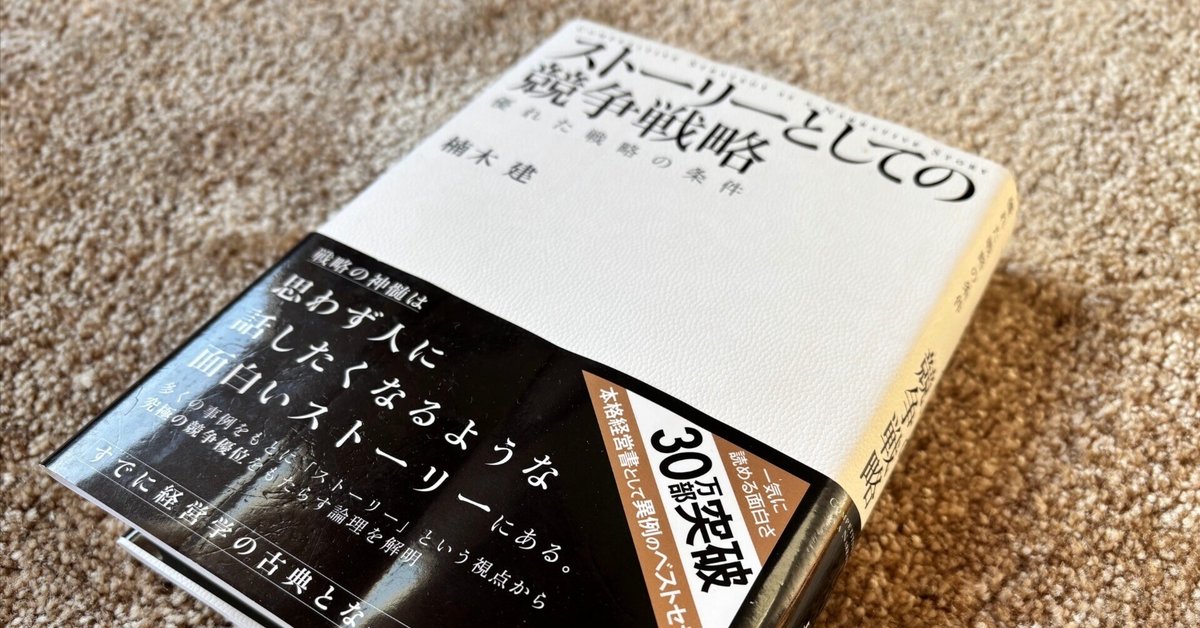 ストーリーとしての
競争戦略
優れた戦略の条件
楠木 建
戦略の神髄は
思わず人に
話したくなるような
面白いストーリーにある。
多くの事例をもとに「ストーリー」という視点から
究極の競争優位をもたらす論理を解明
すでに経営学の古典とな
一気に
読める面白さ
30万部突破
本格経営書として異例のベストセ
競争戦略